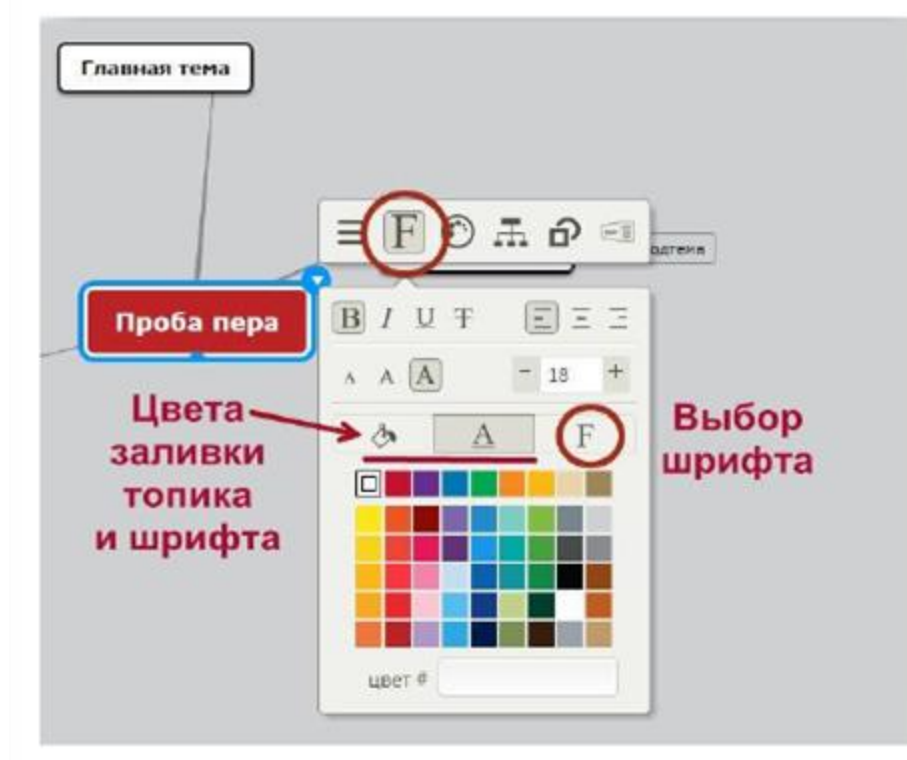 Главная тема
F
Проба пера
B I U T
A A A - 18 +
Цвета
заливки
топика
и шрифта
A F
Выбор
шрифта
цвет #